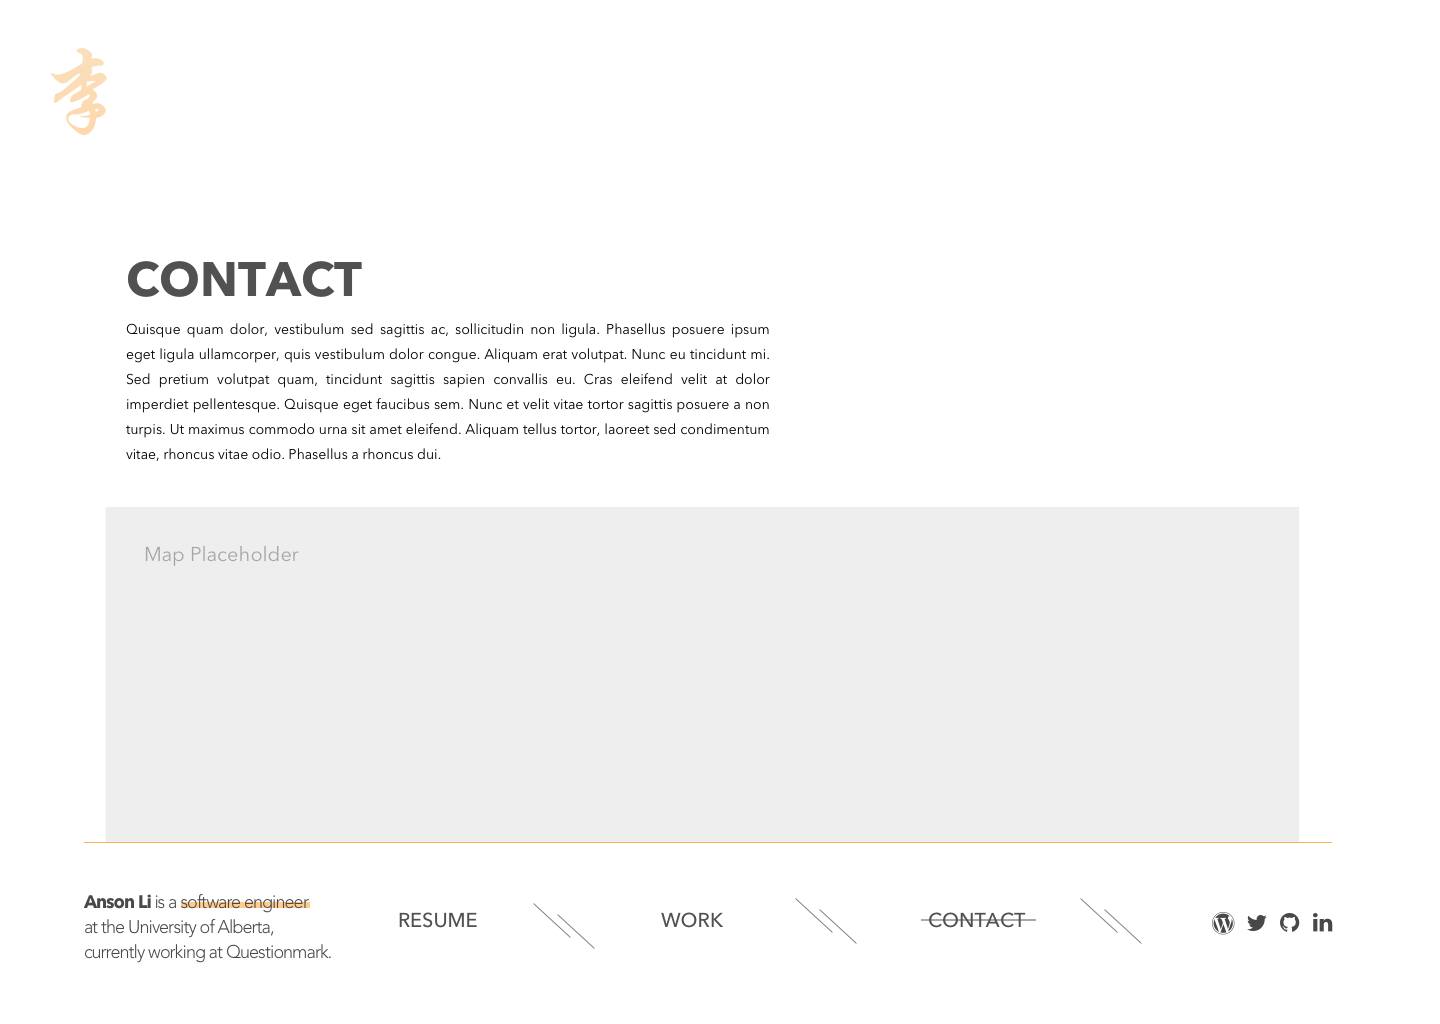 李
CONTACT
Quisque quam dolor, vestibulum sed sagittis ac, sollicitudin non ligula. Phasellus posuere ipsum
eget ligula ullamcorper, quis vestibulum dolor congue. Aliquam erat volutpat. Nunc eu tincidunt mi.
Sed pretium volutpat quam, tincidunt sagittis sapien convallis eu. Cras eleifend velit at dolor
imperdiet pellentesque. Quisque eget faucibus sem. Nunc et velit vitae tortor sagittis posuere a non
turpis. Ut maximus commodo urna sit amet eleifend. Aliquam tellus tortor, laoreet sed condimentum
vitae, rhoncus vitae odio. Phasellus a rhoncus dui.
Map Placeholder
Anson Li is a software engineer
at the University of Alberta,
currently working at Questionmark.
RESUME
WORK
CONTACT